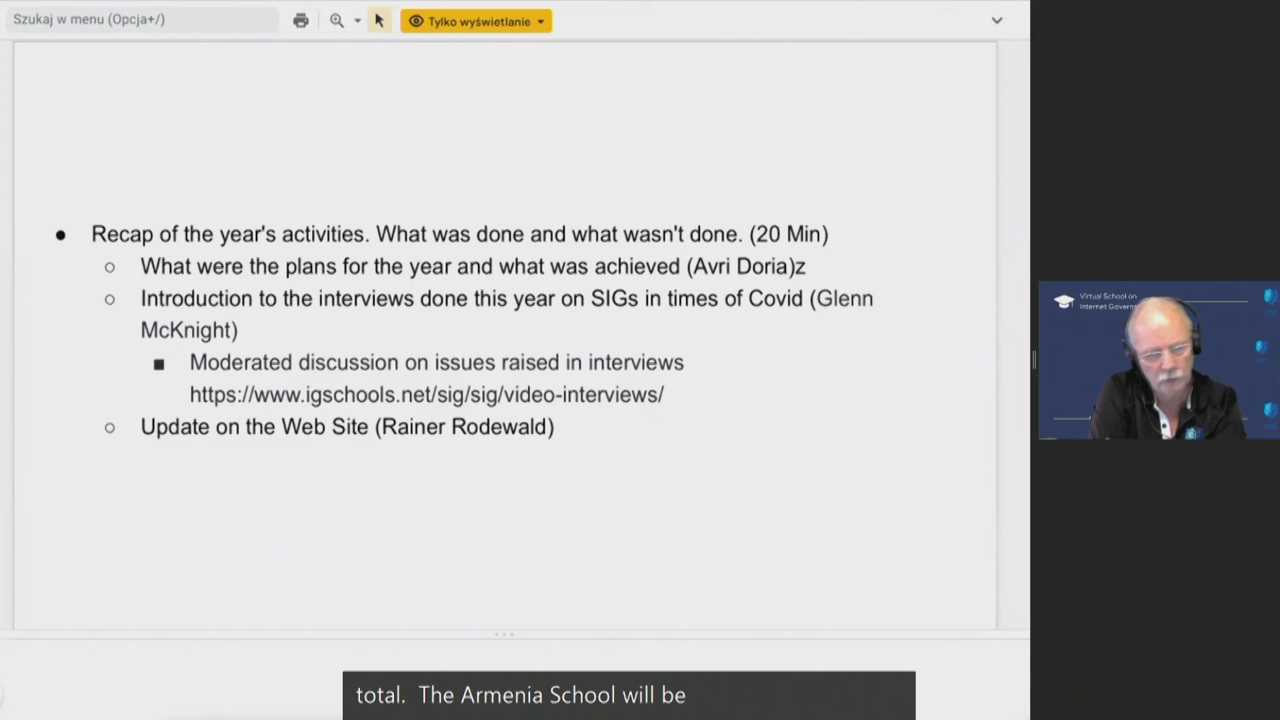 Szukaj w menu (Opcja+/)
Tylko wyświetlanie
● Recap of the year's activities. What was done and what wasn't done. (20 Min)
○ What were the plans for the year and what was achieved (Avri Doria)z
○ Introduction to the interviews done this year on SIGs in times of Covid (Glenn
McKnight)
■ Moderated discussion on issues raised in interviews
https://www.igschools.net/sig/sig/video-interviews/
○ Update on the Web Site (Rainer Rodewald)
Virtual School on
Internet
total. The Armenia School will be